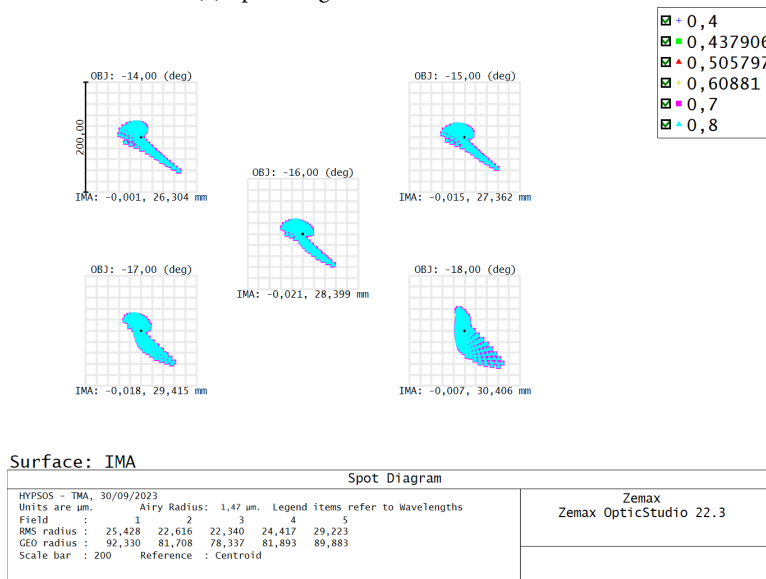 0,4
0,437906
0,505797
0,60881
0,7
0,8
OBJ: -14,00 (deg)
OBJ: -15,00 (deg)
200,00
IMA: -0,001, 26,304 mm
IMA: -0,015, 27,362 mm
OBJ: -16,00 (deg)
IMA: -0,021, 28,399 mm
OBJ: -17,00 (deg)
OBJ: -18,00 (deg)
IMA: -0,018, 29,415 mm
IMA: -0,007, 30,406 mm
Surface: IMA
Spot Diagram
HYPSOS - TMA, 30/09/2023
Units are µm. Airy Radius: 1,47 µm. Legend items refer to Wavelengths
Field : 1 2 3 4 5
RMS radius : 25,428 22,616 22,340 24,417 29,223
GEO radius : 92,330 81,708 78,337 81,893 89,883
Scale bar : 200 Reference : Centroid
Zemax
Zemax OpticStudio 22.3